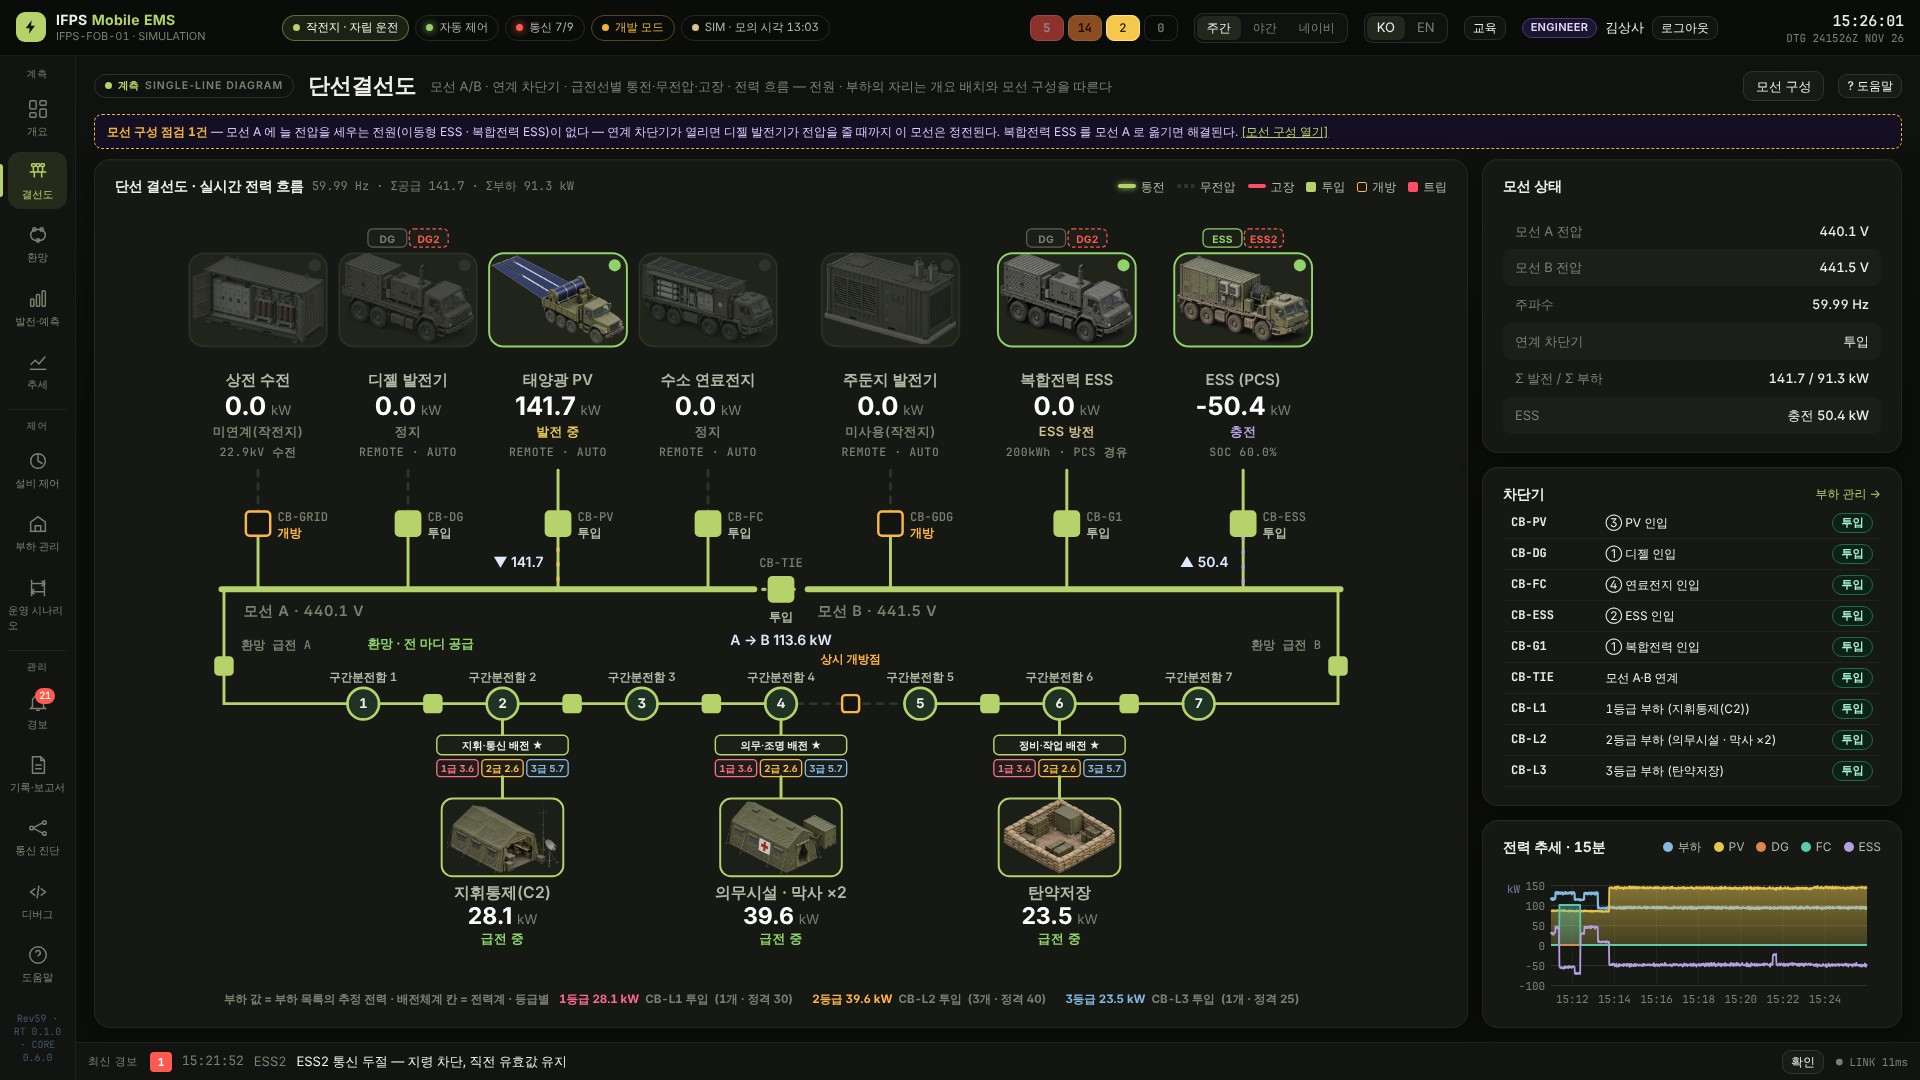 IFPS Mobile EMS
IFPS-FOB-01 · SIMULATION
작전지 · 자립 운전
자동 제어
통신 7/9
개발 모드
SIM · 모의 시각 13:03
5
14
2
0
주간 야간 네이비
KO EN
교육
ENGINEER 김상사 로그아웃
15:26:01
DTG 241526Z NOV 26
계측
개요
결선도
환망
발전·예측
추세
제어
설비 제어
부하 관리
운영 시나리오
관리
21
경보
기록·보고서
통신 진단
디버그
도움말
Rev59 ·
RT 0.1.0
· CORE
0.6.0
계측 SINGLE-LINE DIAGRAM
단선결선도
모선 A/B · 연계 차단기 · 급전선별 통전·무전압·고장 · 전력 흐름 — 전원 · 부하의 자리는 개요 배치와 모선 구성을 따른다
모선 구성
? 도움말
모선 구성 점검 1건 — 모선 A 에 늘 전압을 세우는 전원(이동형 ESS · 복합전력 ESS)이 없다 — 연계 차단기가 열리면 디젤 발전기가 전압을 줄 때까지 이 모선은 정전된다. 복합전력 ESS 를 모선 A 로 옮기면 해결된다. [모선 구성 열기]
단선 결선도 · 실시간 전력 흐름 59.99 Hz · Σ공급 141.7 · Σ부하 91.3 kW
통전 무전압 고장 투입 개방 트립
DG DG2
DG DG2
ESS ESS2
상전 수전
0.0 kW
미연계(작전지)
22.9kV 수전
디젤 발전기
0.0 kW
정지
REMOTE · AUTO
태양광 PV
141.7 kW
발전 중
REMOTE · AUTO
수소 연료전지
0.0 kW
정지
REMOTE · AUTO
주둔지 발전기
0.0 kW
미사용(작전지)
REMOTE · AUTO
복합전력 ESS
0.0 kW
ESS 방전
200kWh · PCS 경유
ESS (PCS)
-50.4 kW
충전
SOC 60.0%
CB-GRID
개방
CB-DG
투입
CB-PV
투입
CB-FC
투입
CB-GDG
개방
CB-G1
투입
CB-ESS
투입
▼ 141.7
CB-TIE
투입
▲ 50.4
모선 A · 440.1 V
모선 B · 441.5 V
환망 급전 A
환망 · 전 마디 공급
A → B 113.6 kW
상시 개방점
환망 급전 B
구간분전함 1
구간분전함 2
구간분전함 3
구간분전함 4
구간분전함 5
구간분전함 6
구간분전함 7
1
2
3
4
5
6
7
지휘·통신 배전 ★
1급 3.6 2급 2.6 3급 5.7
의무·조명 배전 ★
1급 3.6 2급 2.6 3급 5.7
정비·작업 배전 ★
1급 3.6 2급 2.6 3급 5.7
지휘통제(C2)
28.1 kW
급전 중
의무시설 · 막사 ×2
39.6 kW
급전 중
탄약저장
23.5 kW
급전 중
부하 값 = 부하 목록의 추정 전력 · 배전체계 칸 = 전력계 · 등급별 1등급 28.1 kW CB-L1 투입 (1개 · 정격 30) 2등급 39.6 kW CB-L2 투입 (3개 · 정격 40) 3등급 23.5 kW CB-L3 투입 (1개 · 정격 25)
모선 상태
모선 A 전압 440.1 V
모선 B 전압 441.5 V
주파수 59.99 Hz
연계 차단기 투입
Σ 발전 / Σ 부하 141.7 / 91.3 kW
ESS 충전 50.4 kW
차단기 부하 관리 →
CB-PV ③ PV 인입 투입
CB-DG ① 디젤 인입 투입
CB-FC ④ 연료전지 인입 투입
CB-ESS ② ESS 인입 투입
CB-G1 ① 복합전력 인입 투입
CB-TIE 모선 A·B 연계 투입
CB-L1 1등급 부하 (지휘통제(C2)) 투입
CB-L2 2등급 부하 (의무시설 · 막사 ×2) 투입
CB-L3 3등급 부하 (탄약저장) 투입
전력 추세 · 15분
부하 PV DG FC ESS
kW 150
100
50
0
-50
-100
15:12 15:14 15:16 15:18 15:20 15:22 15:24
최신 경보 1 15:21:52 ESS2 ESS2 통신 두절 — 지령 차단, 직전 유효값 유지
확인
LINK 11ms